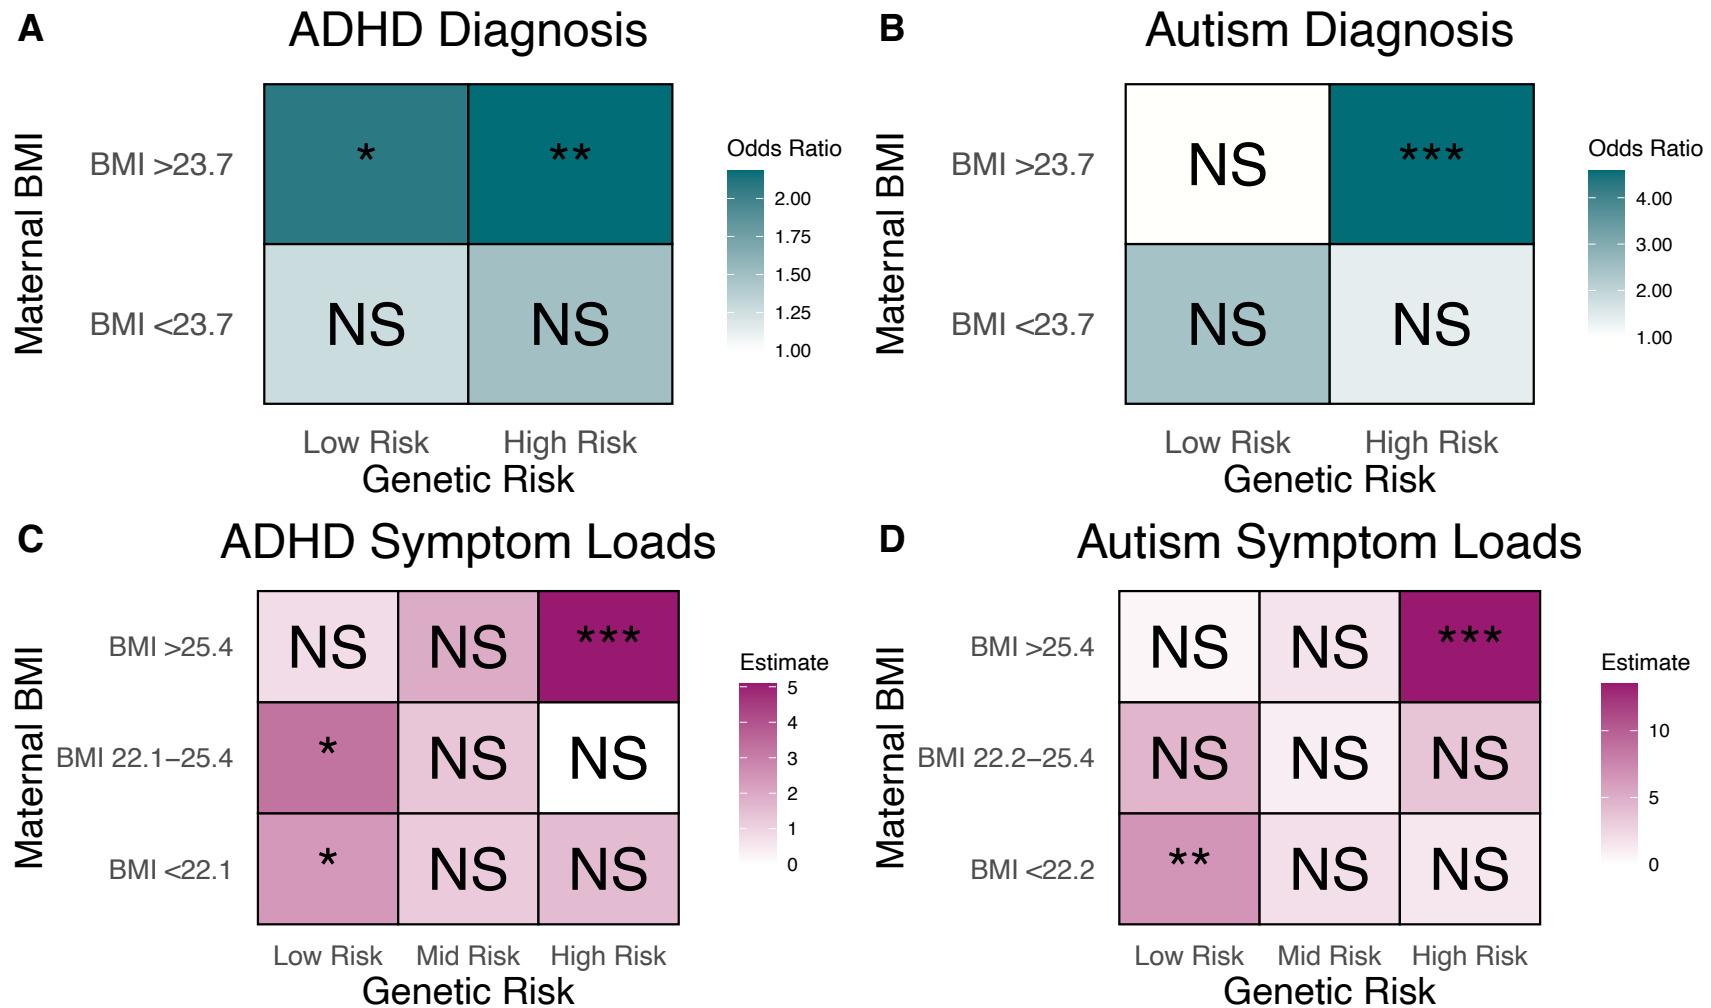 A
ADHD Diagnosis
Maternal BMI
BMI >23.7
*
**
BMI <23.7
NS
NS
Low Risk
High Risk
Genetic Risk
Odds Ratio
2.00
1.75
1.50
1.25
1.00
B
Autism Diagnosis
Maternal BMI
BMI >23.7
NS
***
BMI <23.7
NS
NS
Low Risk
High Risk
Genetic Risk
Odds Ratio
4.00
3.00
2.00
1.00
C
ADHD Symptom Loads
Maternal BMI
BMI >25.4
NS
NS
***
BMI 22.1–25.4
*
NS
NS
BMI <22.1
*
NS
NS
Low Risk
Mid Risk
High Risk
Genetic Risk
Estimate
5
4
3
2
1
0
D
Autism Symptom Loads
Maternal BMI
BMI >25.4
NS
NS
***
BMI 22.2–25.4
NS
NS
NS
BMI <22.2
**
NS
NS
Low Risk
Mid Risk
High Risk
Genetic Risk
Estimate
10
5
0